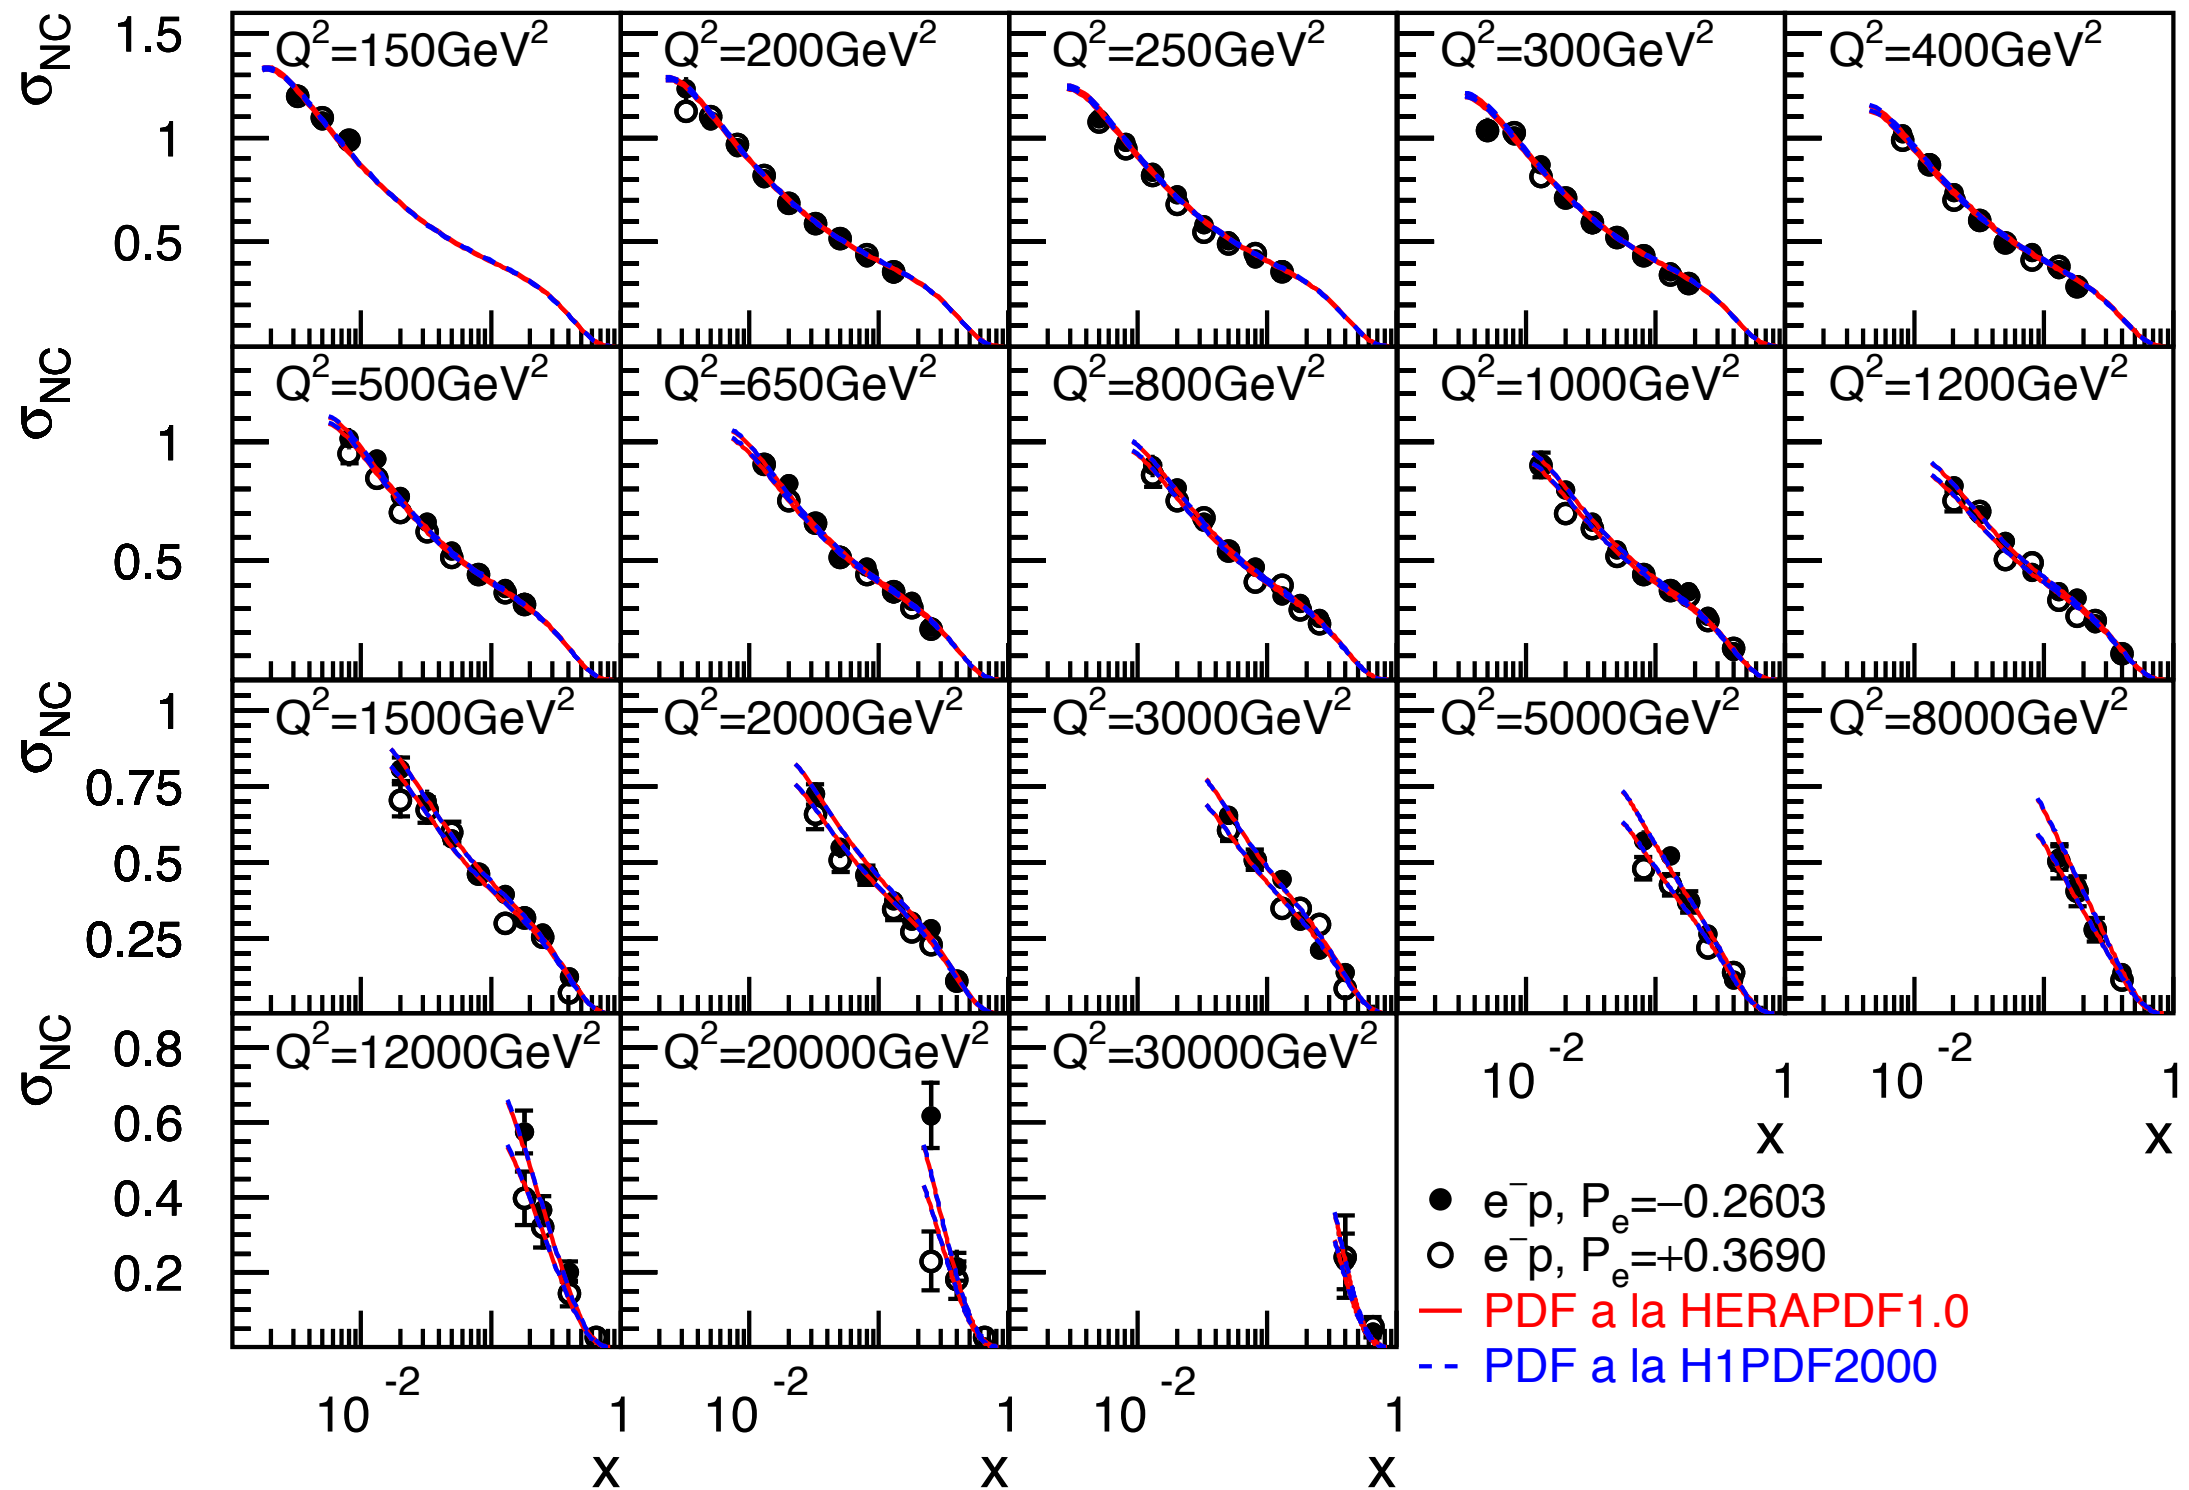 σNC 1.5 1 0.5
Q²=150GeV² Q²=200GeV² Q²=250GeV² Q²=300GeV² Q²=400GeV²
σNC 1 0.5
Q²=500GeV² Q²=650GeV² Q²=800GeV² Q²=1000GeV² Q²=1200GeV²
σNC 1 0.75 0.5 0.25
Q²=1500GeV² Q²=2000GeV² Q²=3000GeV² Q²=5000GeV² Q²=8000GeV²
σNC 0.8 0.6 0.4 0.2
Q²=12000GeV² Q²=20000GeV² Q²=30000GeV²
10⁻² 1 10⁻² 1
x x
e⁻p, Pe=−0.2603
e⁻p, Pe=+0.3690
PDF a la HERAPDF1.0
PDF a la H1PDF2000
10⁻² 1 10⁻² 1 10⁻² 1
x x x